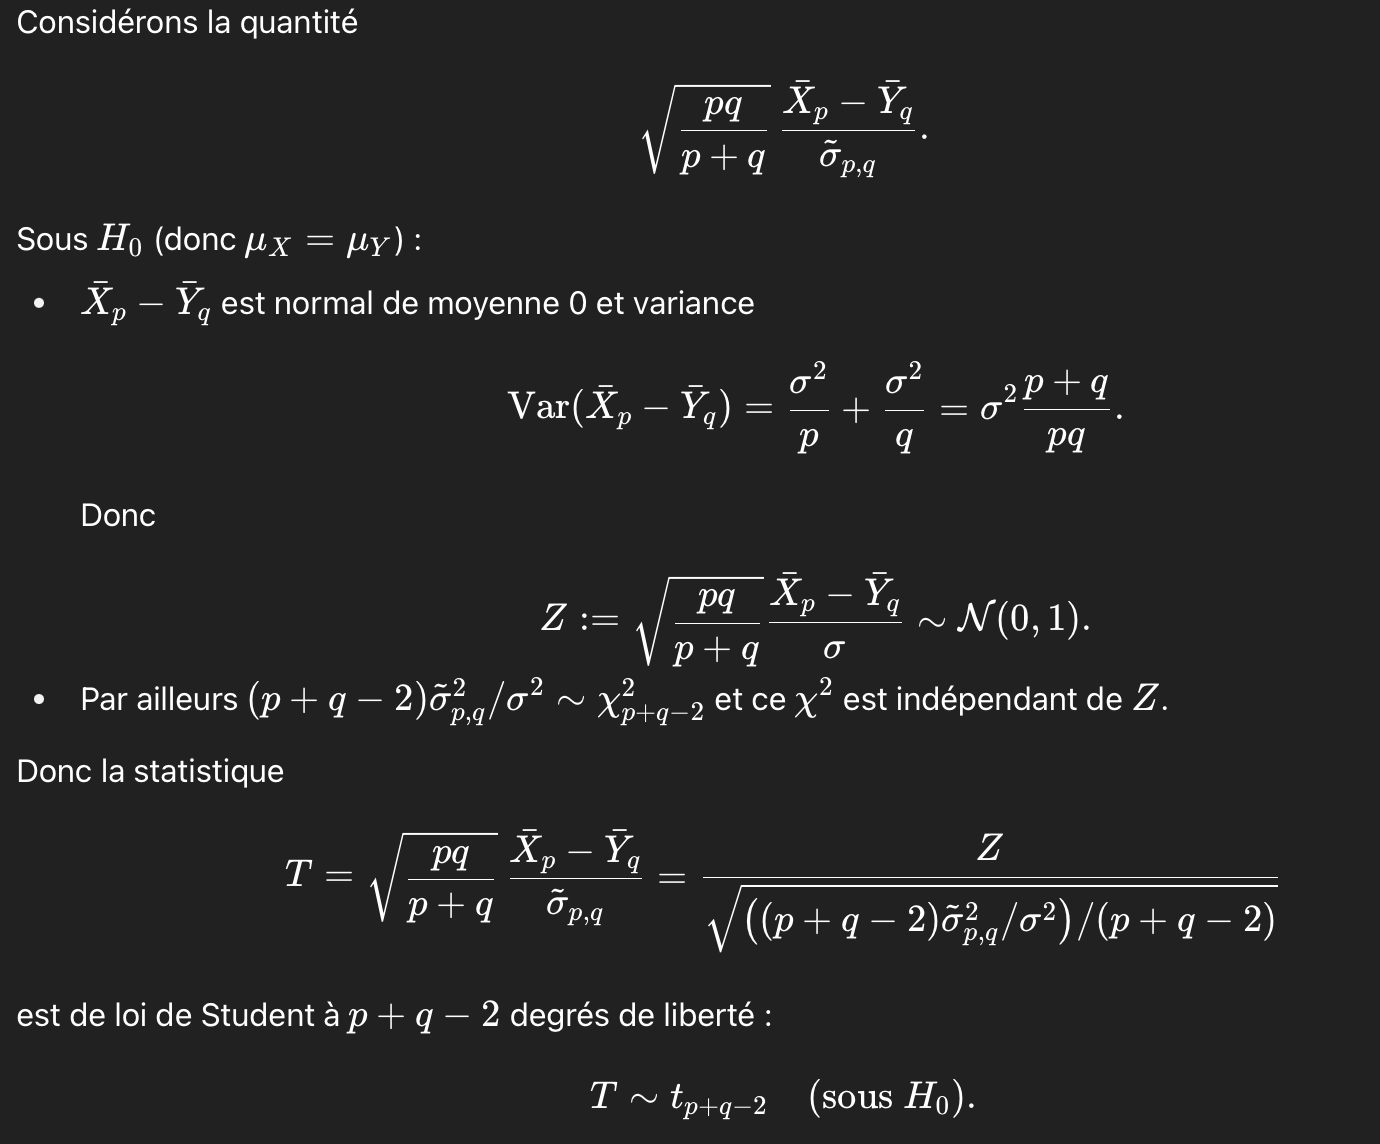 Considérons la quantité
$$\sqrt{\frac{pq}{p+q}}\,\frac{\bar{X}_p - \bar{Y}_q}{\tilde{\sigma}_{p,q}}.$$
Sous $H_0$ (donc $\mu_X = \mu_Y$) :
• $\bar{X}_p - \bar{Y}_q$ est normal de moyenne 0 et variance
$$\mathrm{Var}(\bar{X}_p - \bar{Y}_q) = \frac{\sigma^2}{p} + \frac{\sigma^2}{q} = \sigma^2\frac{p+q}{pq}.$$
Donc
$$Z := \sqrt{\frac{pq}{p+q}}\frac{\bar{X}_p - \bar{Y}_q}{\sigma} \sim \mathcal{N}(0,1).$$
• Par ailleurs $(p+q-2)\tilde{\sigma}^2_{p,q}/\sigma^2 \sim \chi^2_{p+q-2}$ et ce $\chi^2$ est indépendant de $Z$.
Donc la statistique
$$T = \sqrt{\frac{pq}{p+q}}\,\frac{\bar{X}_p - \bar{Y}_q}{\tilde{\sigma}_{p,q}} = \frac{Z}{\sqrt{((p+q-2)\tilde{\sigma}^2_{p,q}/\sigma^2)/(p+q-2)}}$$
est de loi de Student à $p+q-2$ degrés de liberté :
$$T \sim t_{p+q-2} \quad (\text{sous } H_0).$$